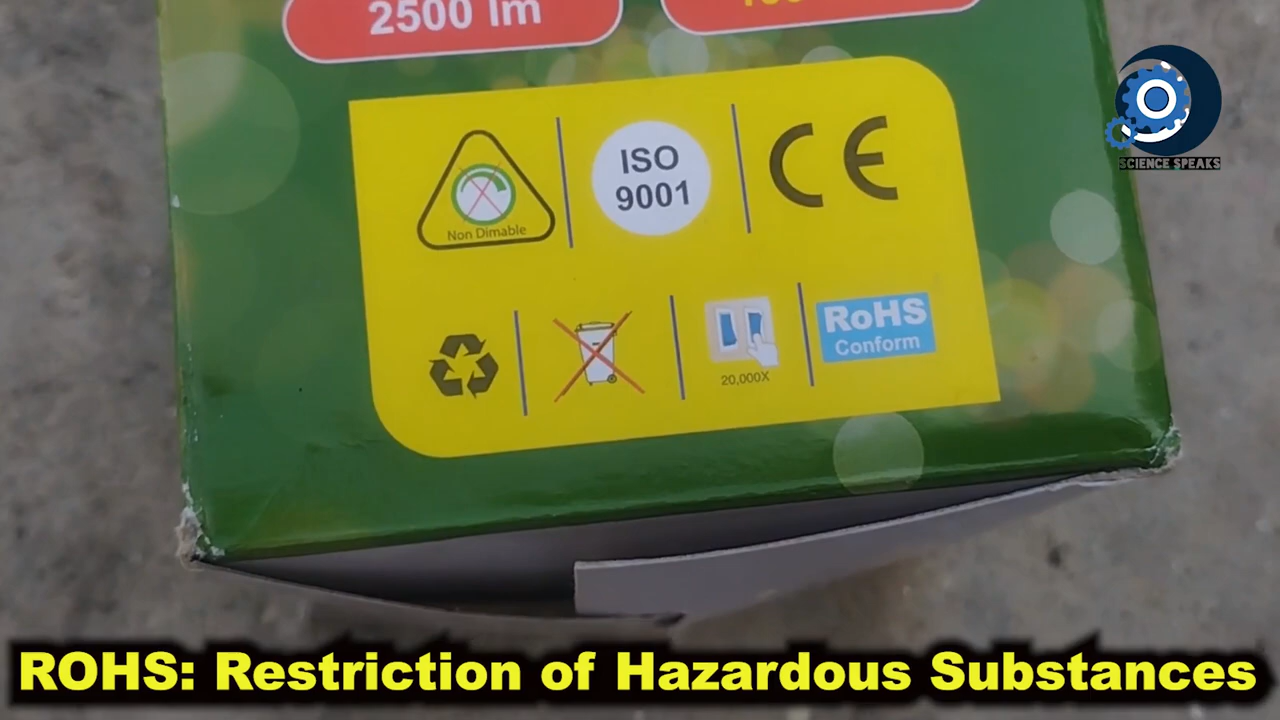 2500 lm
SCIENCE SPEAKS
Non Dimable
ISO
9001
CE
20,000X
RoHS
Conform
ROHS: Restriction of Hazardous Substances